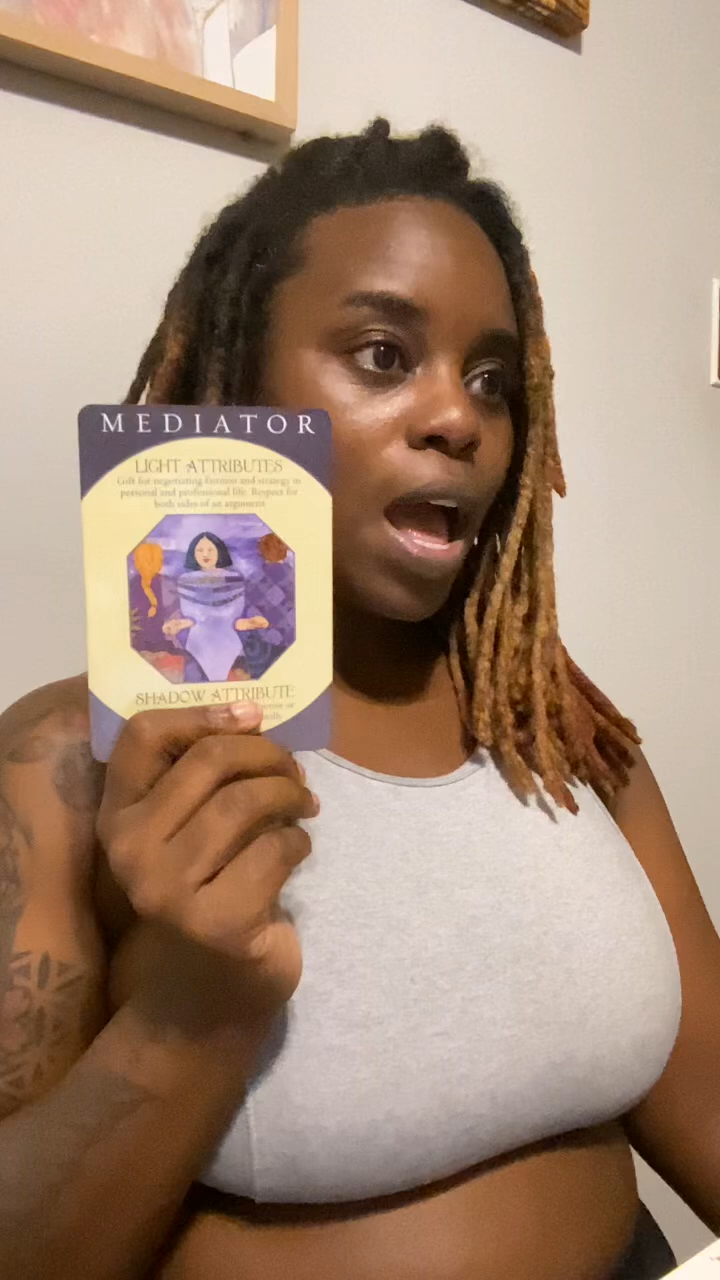 MEDIATOR
LIGHT ATTRIBUTES
Gift for negotiating fairness and strategy in
personal and professional life. Respect for
both sides of an argument
SHADOW ATTRIBUTE
or